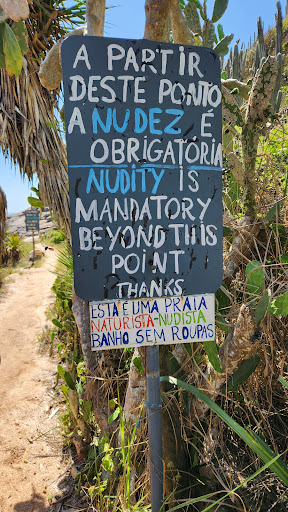 A PARTIR
DESTE PONTO
A NUDEZ É
OBRIGATÓRIA
NUDITY IS
MANDATORY
BEYOND THIS
POINT
THANKS
ESTA É UMA PRAIA
NATURISTA-NUDISTA
BANHO SEM ROUPAS